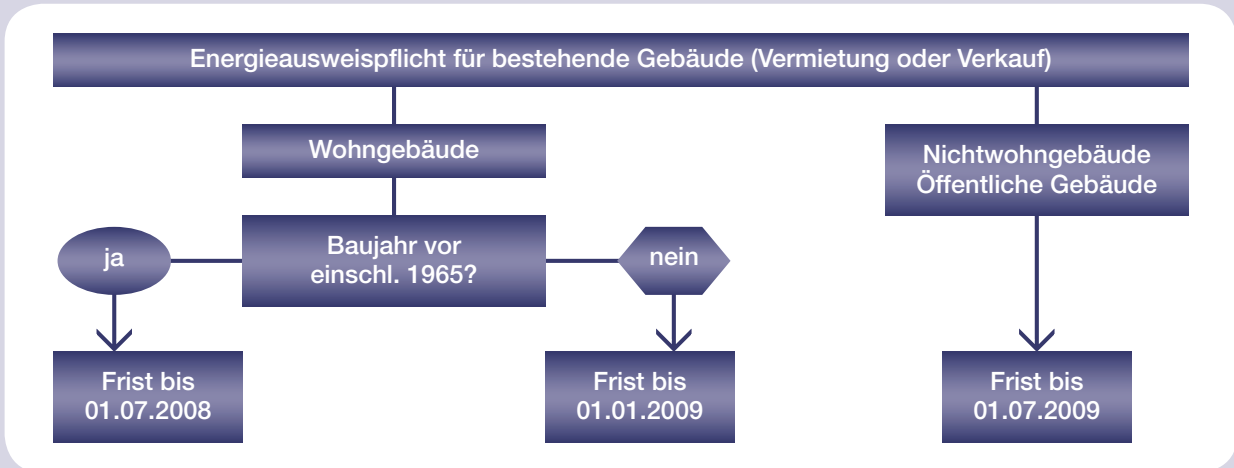 Energieausweispflicht für bestehende Gebäude (Vermietung oder Verkauf)
Wohngebäude
Nichtwohngebäude
Öffentliche Gebäude
ja
Baujahr vor
einschl. 1965?
nein
Frist bis
01.07.2008
Frist bis
01.01.2009
Frist bis
01.07.2009